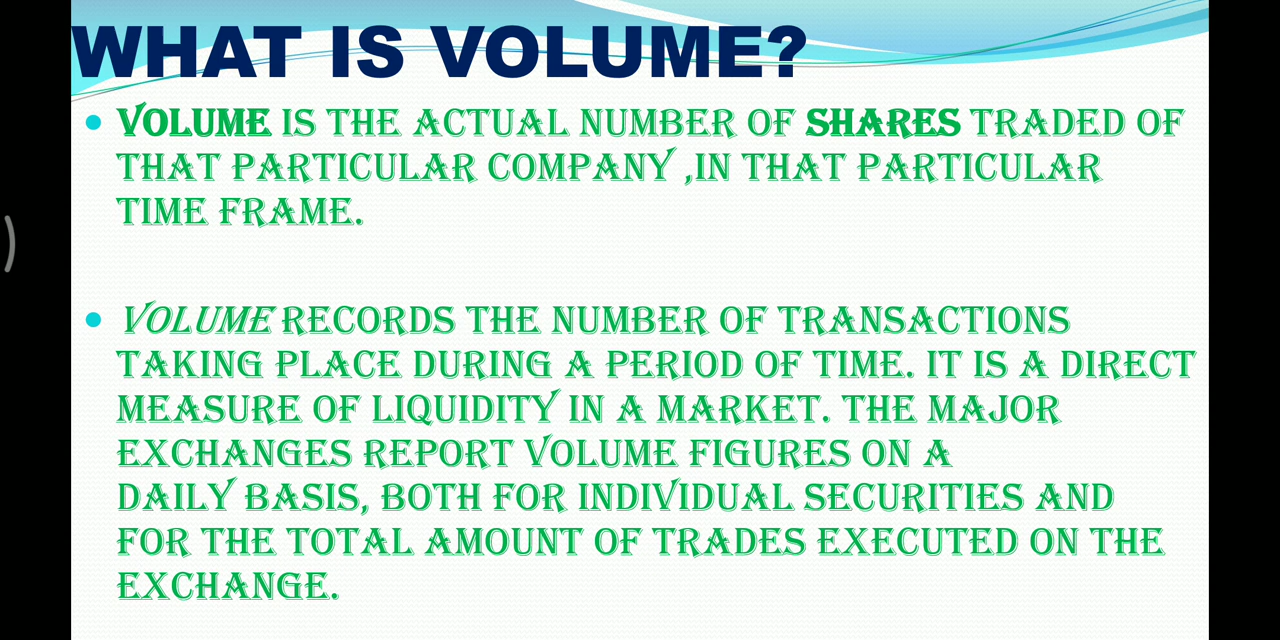 WHAT IS VOLUME?
VOLUME IS THE ACTUAL NUMBER OF SHARES TRADED OF
THAT PARTICULAR COMPANY ,IN THAT PARTICULAR
TIME FRAME.
VOLUME RECORDS THE NUMBER OF TRANSACTIONS
TAKING PLACE DURING A PERIOD OF TIME. IT IS A DIRECT
MEASURE OF LIQUIDITY IN A MARKET. THE MAJOR
EXCHANGES REPORT VOLUME FIGURES ON A
DAILY BASIS, BOTH FOR INDIVIDUAL SECURITIES AND
FOR THE TOTAL AMOUNT OF TRADES EXECUTED ON THE
EXCHANGE.